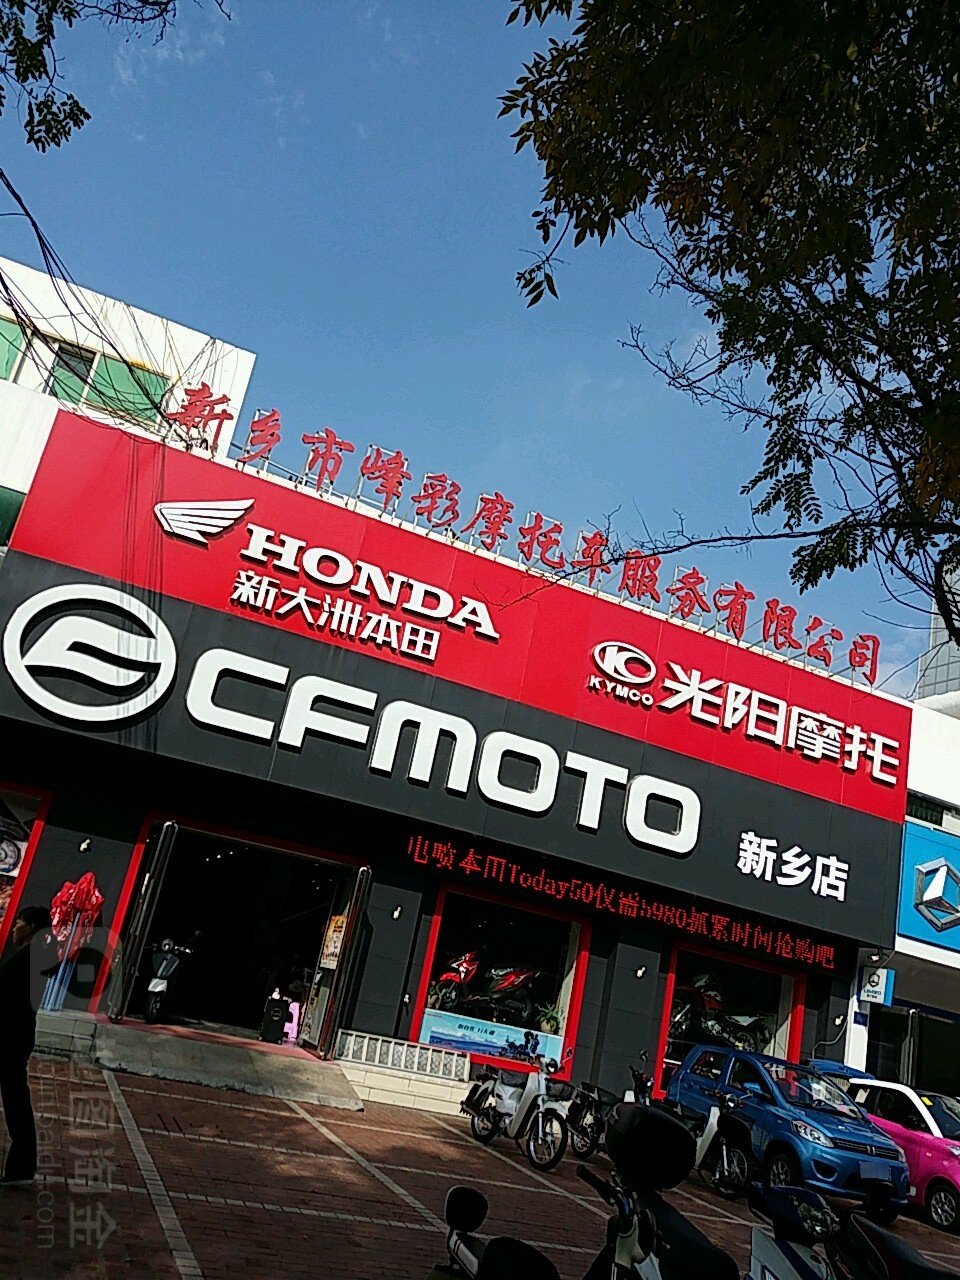 新乡市峰彩摩托车服务有限公司
HONDA
新大洲本田
KYMCO
光阳摩托
CFMOTO
新乡店
电喷本田Today50仅需5980抓紧时间抢购吧